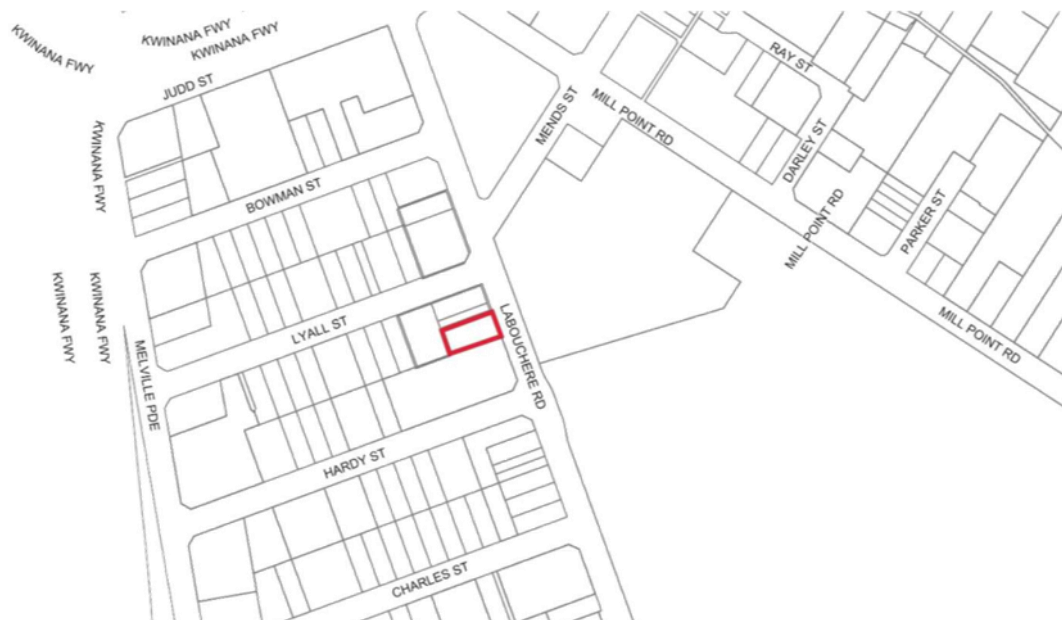 KWINANA FWY
KWINANA FWY
KWINANA FWY
JUDD ST
RAY ST
MENDS ST
MILL POINT RD
KWINANA FWY
DARLEY ST
BOWMAN ST
MILL POINT RD
PARKER ST
KWINANA FWY
KWINANA FWY
LYALL ST
LABOUCHERE RD
MILL POINT RD
MELVILLE PDE
HARDY ST
CHARLES ST